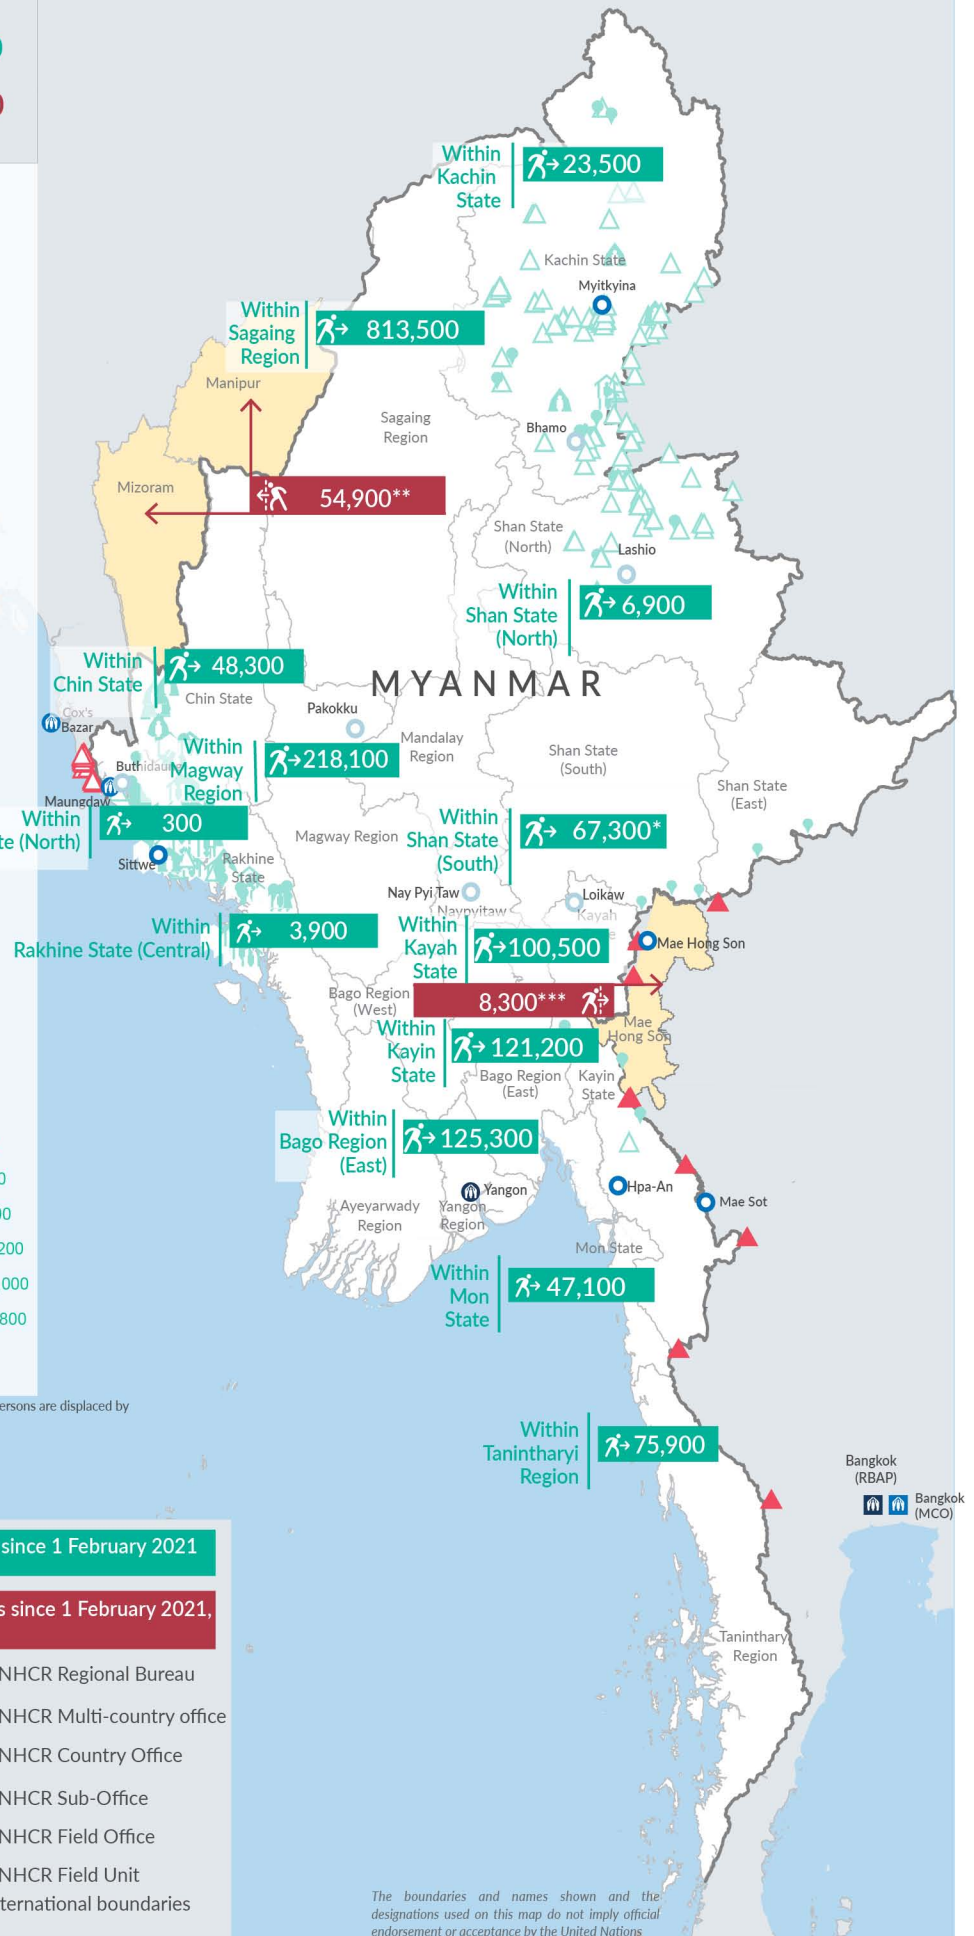 Within
Kachin
State
23,500
Kachin State
Myitkyina
Within
Sagaing
Region
813,500
Manipur
Sagaing
Region
Bhamo
Mizoram
54,900**
Shan State
(North)
Lashio
Within
Shan State
(North)
6,900
Within
Chin State
48,300
MYANMAR
Chin State
Cox's
Bazar
Pakokku
Mandalay
Region
Shan State
(South)
Within
Magway
Region
218,100
Shan State
(East)
Maungdaw
Within
te (North)
300
Magway Region
Within
Shan State
(South)
67,300*
Sittwe
Rakhine
State
Nay Pyi Taw
Naypyitaw
Loikaw
Kayah
Within
Rakhine State (Central)
3,900
Within
Kayah
State
100,500
Mae Hong Son
Bago Region
(West)
8,300***
Mae
Hong Son
Within
Kayin
State
121,200
Bago Region
(East)
Kayin
State
Within
Bago Region
(East)
125,300
Yangon
Hpa-An
Mae Sot
Ayeyarwady
Region
Yangon
Region
Mon State
0
00
200
000
800
Within
Mon
State
47,100
ersons are displaced by
Within
Tanintharyi
Region
75,900
Bangkok
(RBAP)
Bangkok
(MCO)
since 1 February 2021
s since 1 February 2021,
Tanintharyi
Region
NHCR Regional Bureau
NHCR Multi-country office
NHCR Country Office
NHCR Sub-Office
NHCR Field Office
NHCR Field Unit
ternational boundaries
The boundaries and names shown and the
designations used on this map do not imply official
endorsement or acceptance by the United Nations